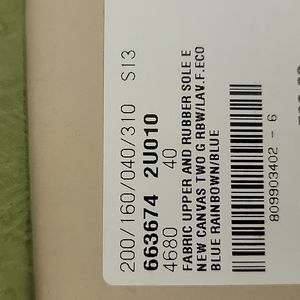 200/160/040/310 S13
663674 2U010
4680 40
FABRIC UPPER AND RUBBER SOLE E
NEW CANVAS TWO G RBW/LAV.F.ECO
BLUE RAINBOWN/BLUE
809903402 - 6